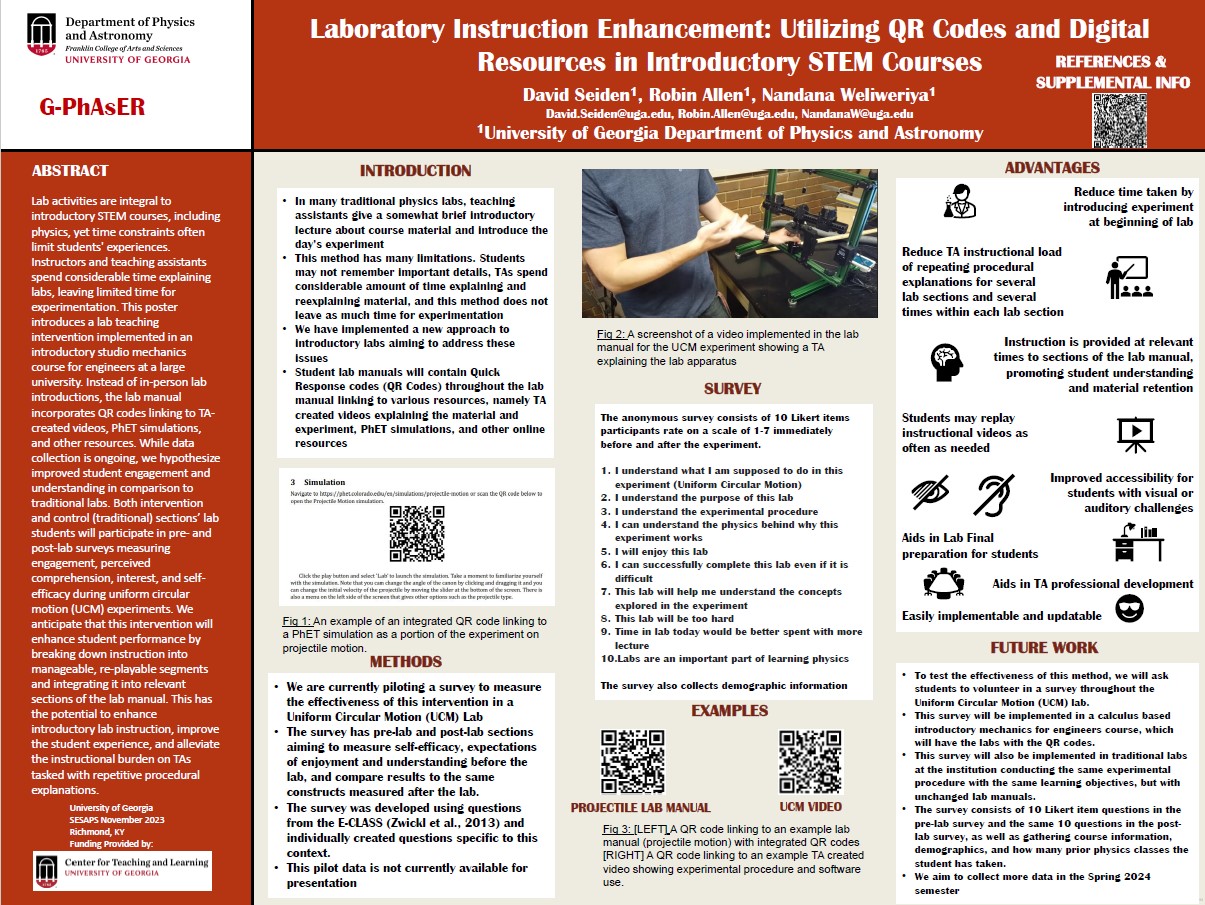 Department of Physics
and Astronomy
Franklin College of Arts and Sciences
UNIVERSITY OF GEORGIA
1785
G-PhAsER
Laboratory Instruction Enhancement: Utilizing QR Codes and Digital
Resources in Introductory STEM Courses
David Seiden¹, Robin Allen¹, Nandana Weliweriya¹
David.Seiden@uga.edu, Robin.Allen@uga.edu, NandanaW@uga.edu
¹University of Georgia Department of Physics and Astronomy
REFERENCES &
SUPPLEMENTAL INFO
ABSTRACT
Lab activities are integral to
introductory STEM courses, including
physics, yet time constraints often
limit students' experiences.
Instructors and teaching assistants
spend considerable time explaining
labs, leaving limited time for
experimentation. This poster
introduces a lab teaching
intervention implemented in an
introductory studio mechanics
course for engineers at a large
university. Instead of in-person lab
introductions, the lab manual
incorporates QR codes linking to TA-
created videos, PhET simulations,
and other resources. While data
collection is ongoing, we hypothesize
improved student engagement and
understanding in comparison to
traditional labs. Both intervention
and control (traditional) sections' lab
students will participate in pre- and
post-lab surveys measuring
engagement, perceived
comprehension, interest, and self-
efficacy during uniform circular
motion (UCM) experiments. We
anticipate that this intervention will
enhance student performance by
breaking down instruction into
manageable, re-playable segments
and integrating it into relevant
sections of the lab manual. This has
the potential to enhance
introductory lab instruction, improve
the student experience, and alleviate
the instructional burden on TAs
tasked with repetitive procedural
explanations.
University of Georgia
SESAPS November 2023
Richmond, KY
Funding Provided by:
Center for Teaching and Learning
UNIVERSITY OF GEORGIA
INTRODUCTION
• In many traditional physics labs, teaching
assistants give a somewhat brief introductory
lecture about course material and introduce the
day's experiment
• This method has many limitations. Students
may not remember important details, TAs spend
considerable amount of time explaining and
reexplaining material, and this method does not
leave as much time for experimentation
• We have implemented a new approach to
introductory labs aiming to address these
issues
• Student lab manuals will contain Quick
Response codes (QR Codes) throughout the lab
manual linking to various resources, namely TA
created videos explaining the material and
experiment, PhET simulations, and other online
resources
3 Simulation
Navigate to https://phet.colorado.edu/en/simulations/projectile-motion or scan the QR code below to
open the Projectile Motion simulation.
Click the play button and select 'Lab' to launch the simulation. Take a moment to familiarize yourself
with the simulation. Note that you can change the angle of the canon by clicking and dragging it and you
can change the initial velocity of the projectile by moving the slider at the bottom of the screen. There is
also a menu on the left side of the screen that gives other options such as the projectile type.
Fig 1: An example of an integrated QR code linking to
a PhET simulation as a portion of the experiment on
projectile motion.
METHODS
• We are currently piloting a survey to measure
the effectiveness of this intervention in a
Uniform Circular Motion (UCM) Lab
• The survey has pre-lab and post-lab sections
aiming to measure self-efficacy, expectations
of enjoyment and understanding before the
lab, and compare results to the same
constructs measured after the lab.
• The survey was developed using questions
from the E-CLASS (Zwickl et al., 2013) and
individually created questions specific to this
context.
• This pilot data is not currently available for
presentation
Fig 2: A screenshot of a video implemented in the lab
manual for the UCM experiment showing a TA
explaining the lab apparatus
SURVEY
The anonymous survey consists of 10 Likert items
participants rate on a scale of 1-7 immediately
before and after the experiment.
1. I understand what I am supposed to do in this
experiment (Uniform Circular Motion)
2. I understand the purpose of this lab
3. I understand the experimental procedure
4. I can understand the physics behind why this
experiment works
5. I will enjoy this lab
6. I can successfully complete this lab even if it is
difficult
7. This lab will help me understand the concepts
explored in the experiment
8. This lab will be too hard
9. Time in lab today would be better spent with more
lecture
10.Labs are an important part of learning physics
The survey also collects demographic information
EXAMPLES
PROJECTILE LAB MANUAL
UCM VIDEO
Fig 3: [LEFT] A QR code linking to an example lab
manual (projectile motion) with integrated QR codes
[RIGHT] A QR code linking to an example TA created
video showing experimental procedure and software
use.
ADVANTAGES
Reduce time taken by
introducing experiment
at beginning of lab
Reduce TA instructional load
of repeating procedural
explanations for several
lab sections and several
times within each lab section
Instruction is provided at relevant
times to sections of the lab manual,
promoting student understanding
and material retention
Students may replay
instructional videos as
often as needed
Improved accessibility for
students with visual or
auditory challenges
Aids in Lab Final
preparation for students
Aids in TA professional development
Easily implementable and updatable
FUTURE WORK
• To test the effectiveness of this method, we will ask
students to volunteer in a survey throughout the
Uniform Circular Motion (UCM) lab.
• This survey will be implemented in a calculus based
introductory mechanics for engineers course, which
will have the labs with the QR codes.
• This survey will also be implemented in traditional labs
at the institution conducting the same experimental
procedure with the same learning objectives, but with
unchanged lab manuals.
• The survey consists of 10 Likert item questions in the
pre-lab survey and the same 10 questions in the post-
lab survey, as well as gathering course information,
demographics, and how many prior physics classes the
student has taken.
• We aim to collect more data in the Spring 2024
semester